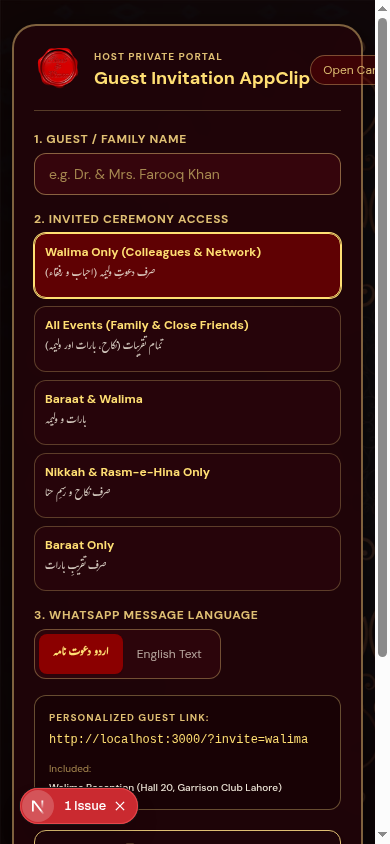 HOST PRIVATE PORTAL
Guest Invitation AppClip
Open Car
1. GUEST / FAMILY NAME
e.g. Dr. & Mrs. Farooq Khan
2. INVITED CEREMONY ACCESS
Walima Only (Colleagues & Network)
صرف دعوتِ ولیمہ (احباب و رفقاء)
All Events (Family & Close Friends)
تمام تقریبات (نکاح، بارات اور ولیمہ)
Baraat & Walima
بارات و ولیمہ
Nikkah & Rasm-e-Hina Only
صرف نکاح و رسمِ حنا
Baraat Only
صرف تقریبِ بارات
3. WHATSAPP MESSAGE LANGUAGE
اردو دعوت نامہ
English Text
PERSONALIZED GUEST LINK:
http://localhost:3000/?invite=walima
Included:
Walima Reception (Hall 20, Garrison Club Lahore)
N 1 Issue ×